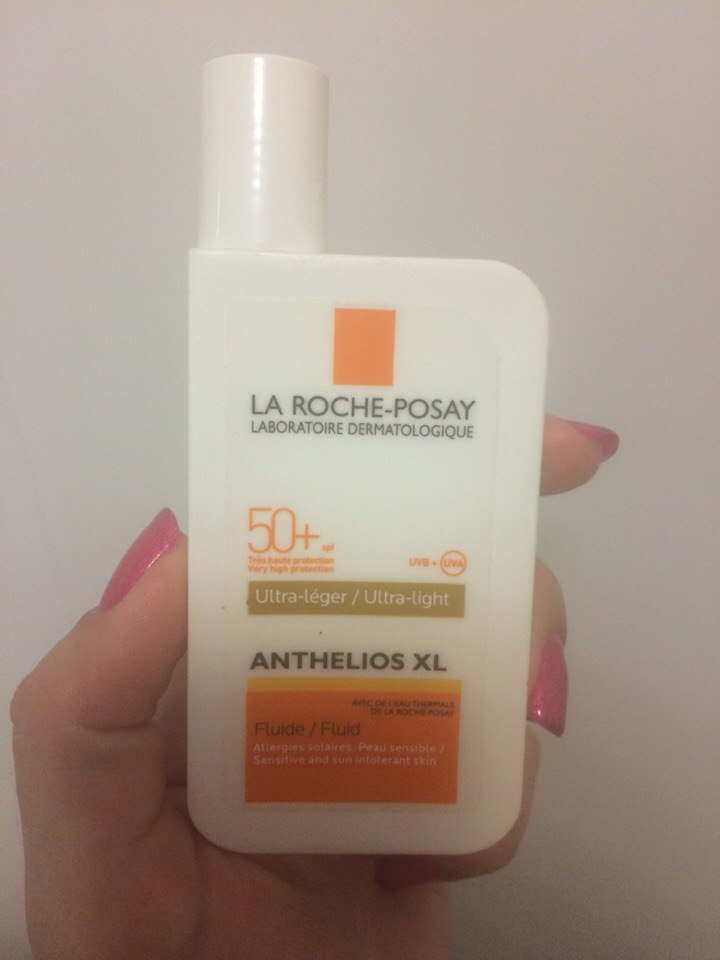 LA ROCHE-POSAY
LABORATOIRE DERMATOLOGIQUE
50+ spf
Très haute protection
Very high protection
UVB + UVA
Ultra-léger / Ultra-light
ANTHELIOS XL
AVEC DE L'EAU THERMALE
DE LA ROCHE-POSAY
Fluide / Fluid
Allergies solaires, Peau sensible /
Sensitive and sun intolerant skin